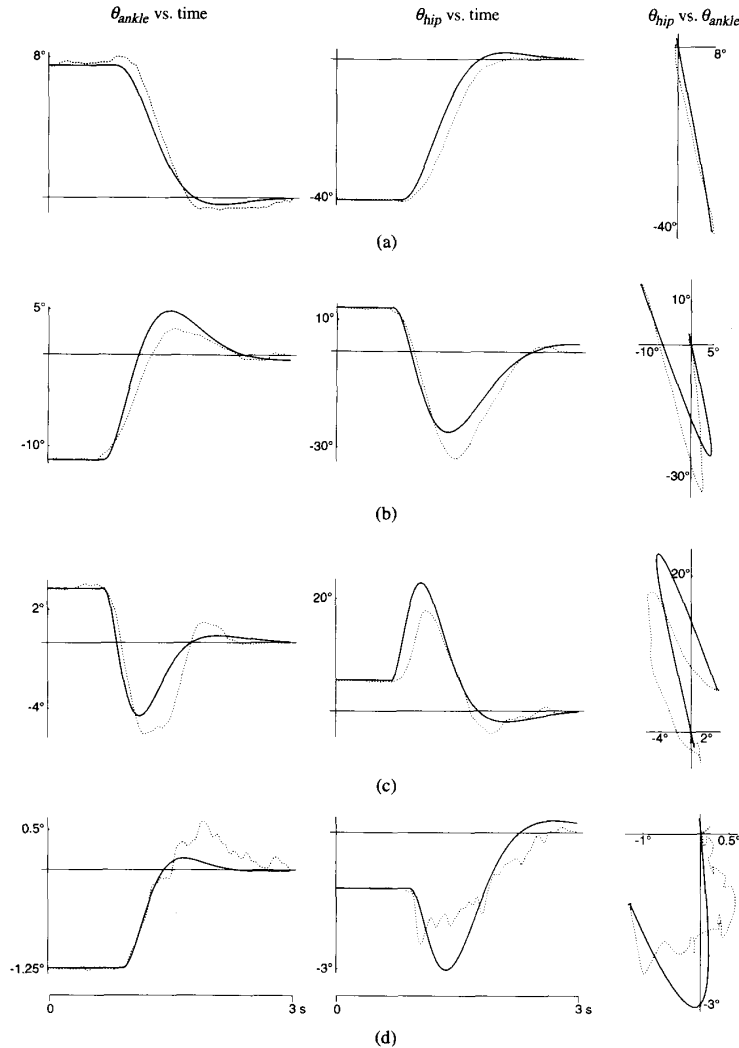 θankle vs. time
θhip vs. time
θhip vs. θankle
8°
-40°
8°
-40°
(a)
5°
-10°
10°
-30°
10°
-10°
5°
-30°
(b)
2°
-4°
20°
20°
-4°
2°
(c)
0.5°
-1.25°
-3°
-1°
0.5°
-3°
0
3 s
0
3 s
(d)